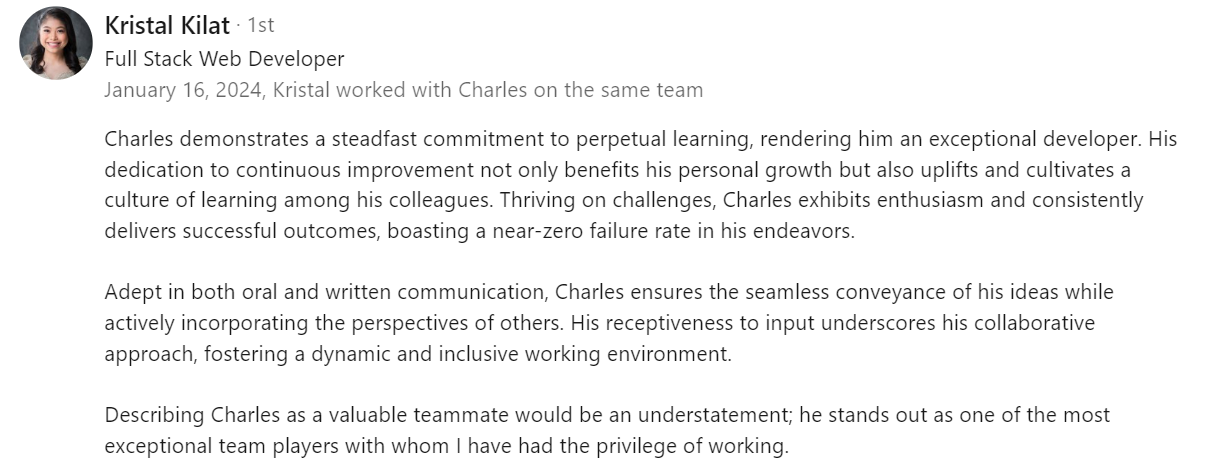 Kristal Kilat · 1st
Full Stack Web Developer
January 16, 2024, Kristal worked with Charles on the same team
Charles demonstrates a steadfast commitment to perpetual learning, rendering him an exceptional developer. His
dedication to continuous improvement not only benefits his personal growth but also uplifts and cultivates a
culture of learning among his colleagues. Thriving on challenges, Charles exhibits enthusiasm and consistently
delivers successful outcomes, boasting a near-zero failure rate in his endeavors.
Adept in both oral and written communication, Charles ensures the seamless conveyance of his ideas while
actively incorporating the perspectives of others. His receptiveness to input underscores his collaborative
approach, fostering a dynamic and inclusive working environment.
Describing Charles as a valuable teammate would be an understatement; he stands out as one of the most
exceptional team players with whom I have had the privilege of working.